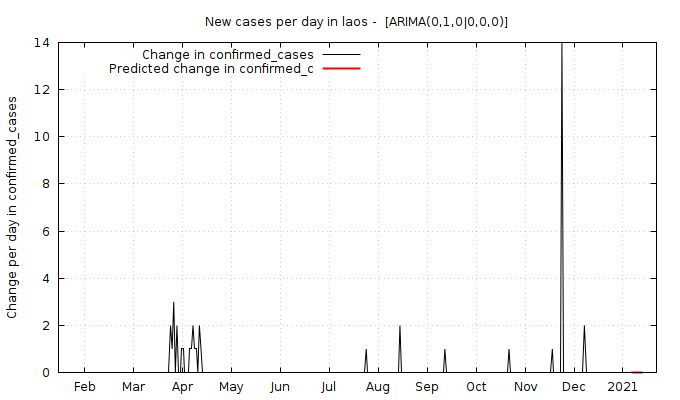 New cases per day in laos -  [ARIMA(0,1,0|0,0,0)]
Change in confirmed_cases
Predicted change in confirmed_c
Change per day in confirmed_cases
14
12
10
8
6
4
2
0
Feb Mar Apr May Jun Jul Aug Sep Oct Nov Dec 2021